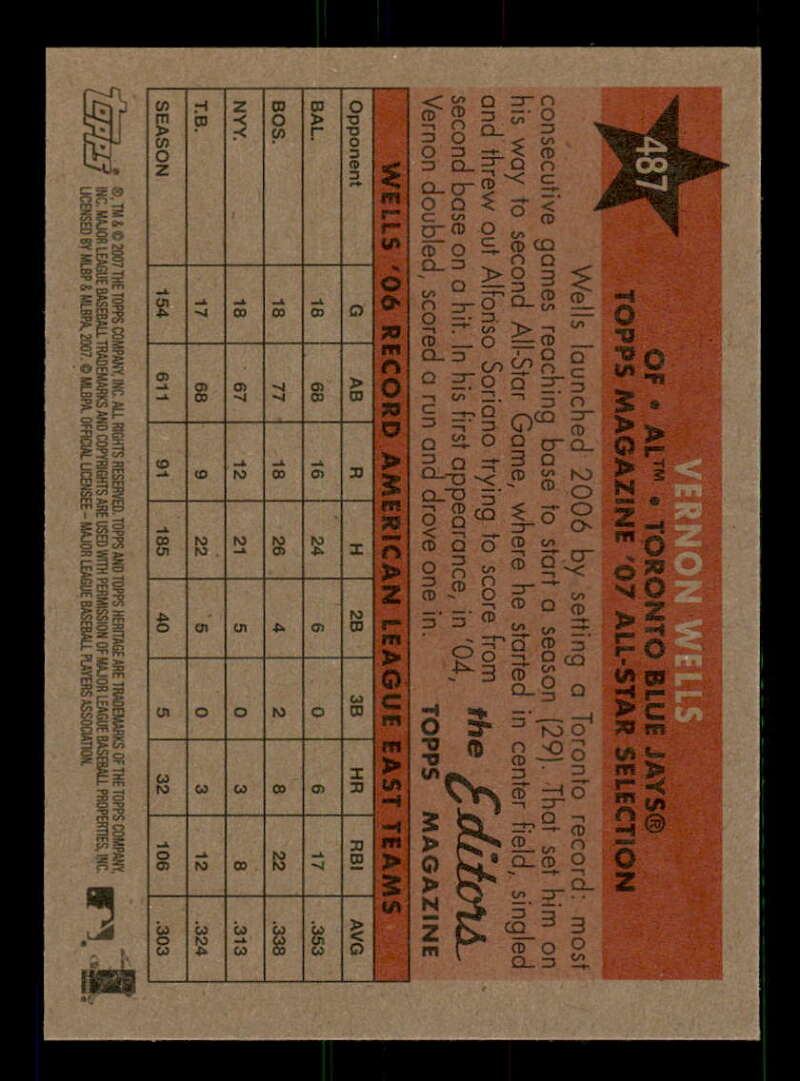 487
VERNON WELLS
OF • AL™ • TORONTO BLUE JAYS®
TOPPS MAGAZINE '07 ALL-STAR SELECTION
Wells launched 2006 by setting a Toronto record: most
consecutive games reaching base to start a season (29). That set him on
his way to second All-Star Game, where he started in center field, singled
and threw out Alfonso Soriano trying to score from
second base on a hit. In his first appearance, in '04,
Vernon doubled, scored a run and drove one in.
the Editors
TOPPS MAGAZINE
WELLS '06 RECORD AMERICAN LEAGUE EAST TEAMS
Opponent G AB R H 2B 3B HR RBI AVG
BAL. 18 68 16 24 6 0 6 17 .353
BOS. 18 77 18 26 4 2 8 22 .338
NYY. 18 67 12 21 5 0 3 8 .313
T.B. 17 68 9 22 5 0 3 12 .324
SEASON 154 611 91 185 40 5 32 106 .303
topps
®, TM & © 2007 THE TOPPS COMPANY, INC. ALL RIGHTS RESERVED. TOPPS AND TOPPS HERITAGE ARE TRADEMARKS OF THE TOPPS COMPANY,
INC. MAJOR LEAGUE BASEBALL TRADEMARKS AND COPYRIGHTS ARE USED WITH PERMISSION OF MAJOR LEAGUE BASEBALL PROPERTIES, INC.
LICENSED BY MLBP & MLBPA, 2007. © MLBPA. OFFICIAL LICENSEE – MAJOR LEAGUE BASEBALL PLAYERS ASSOCIATION.